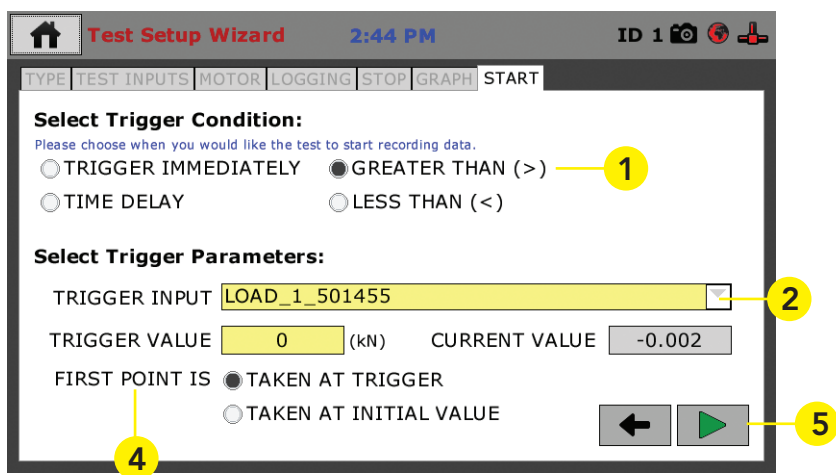 Test Setup Wizard 2:44 PM ID 1
TYPE TEST INPUTS MOTOR LOGGING STOP GRAPH START
Select Trigger Condition:
Please choose when you would like the test to start recording data.
TRIGGER IMMEDIATELY GREATER THAN (>) 1
TIME DELAY LESS THAN (<)
Select Trigger Parameters:
TRIGGER INPUT LOAD_1_501455 2
TRIGGER VALUE 0 (kN) CURRENT VALUE -0.002
FIRST POINT IS TAKEN AT TRIGGER
TAKEN AT INITIAL VALUE
5
4